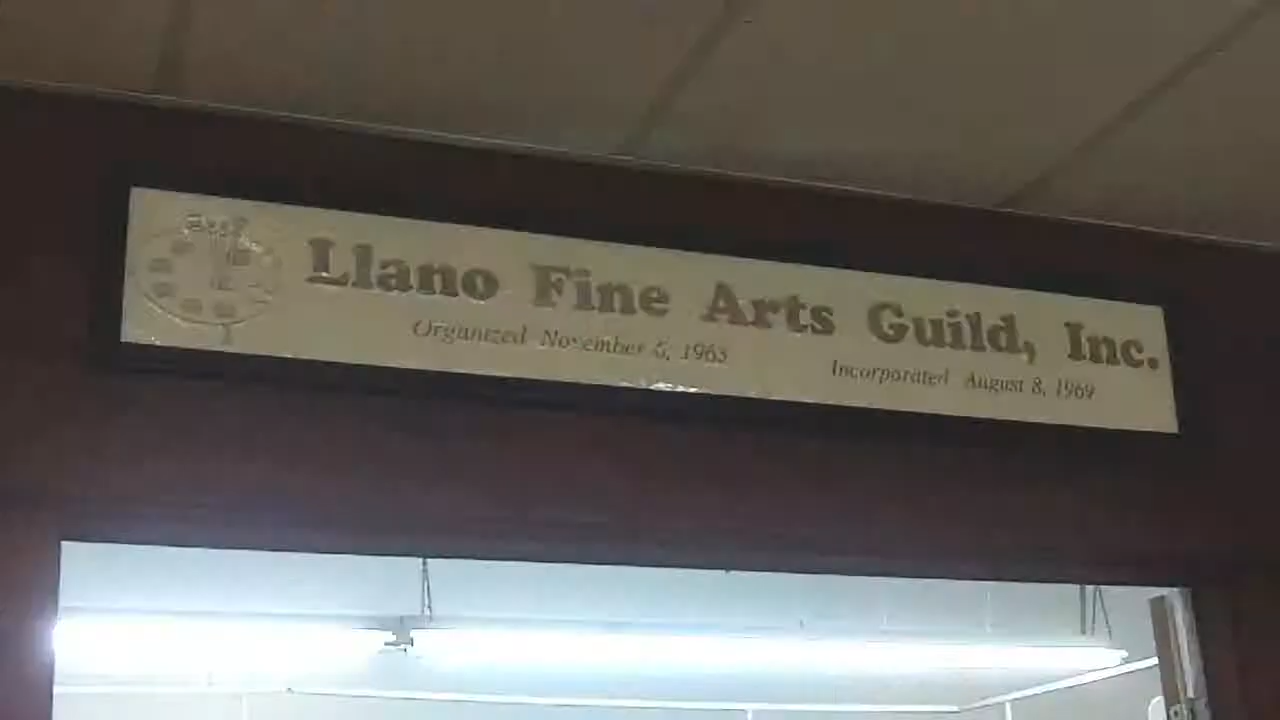 Llano Fine Arts Guild, Inc.
Organized November 5, 1963
Incorporated August 8, 1969